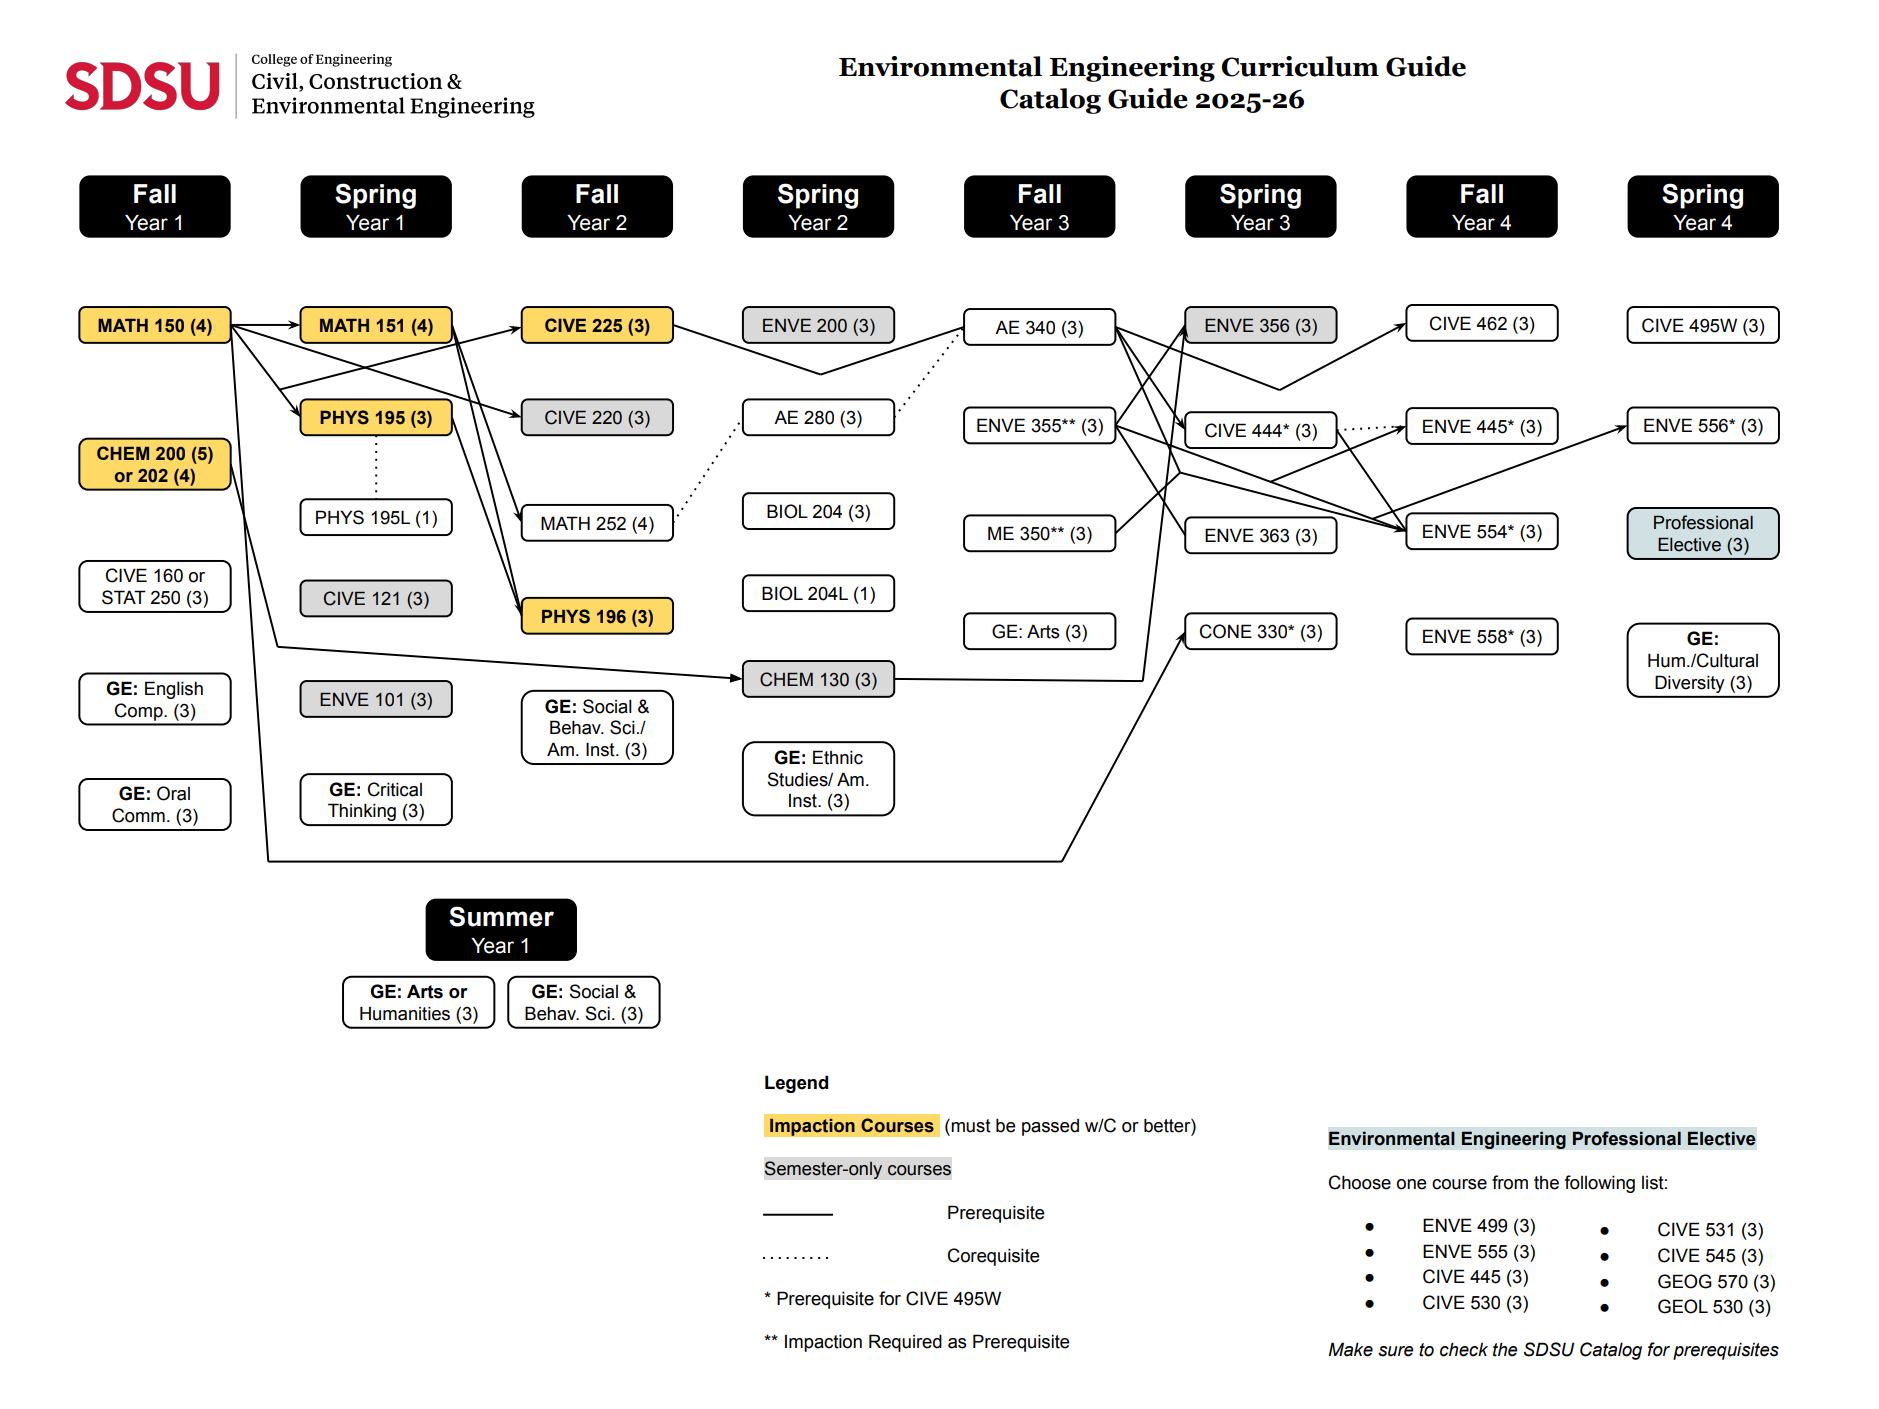 SDSU
College of Engineering
Civil, Construction &
Environmental Engineering
Environmental Engineering Curriculum Guide
Catalog Guide 2025-26
Fall
Year 1
Spring
Year 1
Fall
Year 2
Spring
Year 2
Fall
Year 3
Spring
Year 3
Fall
Year 4
Spring
Year 4
MATH 150 (4)
CHEM 200 (5)
or 202 (4)
CIVE 160 or
STAT 250 (3)
GE: English
Comp. (3)
GE: Oral
Comm. (3)
MATH 151 (4)
PHYS 195 (3)
PHYS 195L (1)
CIVE 121 (3)
ENVE 101 (3)
GE: Critical
Thinking (3)
CIVE 225 (3)
CIVE 220 (3)
MATH 252 (4)
PHYS 196 (3)
GE: Social &
Behav. Sci./
Am. Inst. (3)
ENVE 200 (3)
AE 280 (3)
BIOL 204 (3)
BIOL 204L (1)
CHEM 130 (3)
GE: Ethnic
Studies/ Am.
Inst. (3)
AE 340 (3)
ENVE 355** (3)
ME 350** (3)
GE: Arts (3)
ENVE 356 (3)
CIVE 444* (3)
ENVE 363 (3)
CONE 330* (3)
CIVE 462 (3)
ENVE 445* (3)
ENVE 554* (3)
ENVE 558* (3)
CIVE 495W (3)
ENVE 556* (3)
Professional
Elective (3)
GE:
Hum./Cultural
Diversity (3)
Summer
Year 1
GE: Arts or
Humanities (3)
GE: Social &
Behav. Sci. (3)
Legend
Impaction Courses (must be passed w/C or better)
Semester-only courses
Prerequisite
Corequisite
* Prerequisite for CIVE 495W
** Impaction Required as Prerequisite
Environmental Engineering Professional Elective
Choose one course from the following list:
● ENVE 499 (3)
● ENVE 555 (3)
● CIVE 445 (3)
● CIVE 530 (3)
● CIVE 531 (3)
● CIVE 545 (3)
● GEOG 570 (3)
● GEOL 530 (3)
Make sure to check the SDSU Catalog for prerequisites